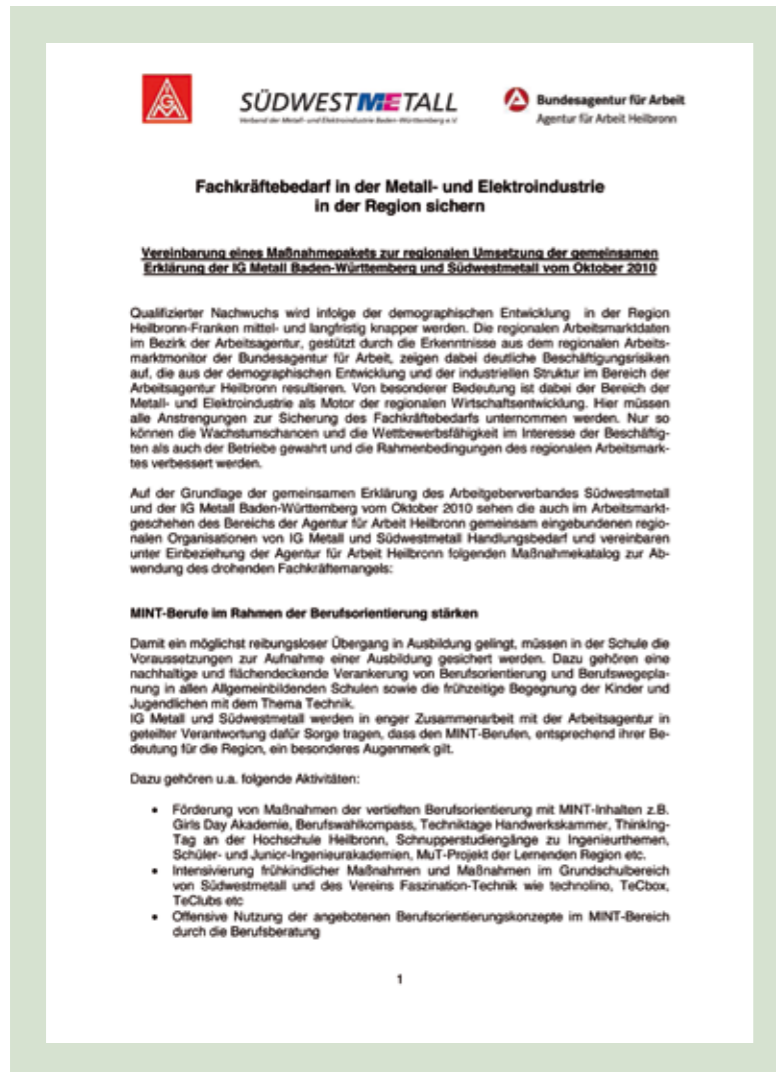 IG M
SÜDWESTMETALL
Verband der Metall- und Elektroindustrie Baden-Württemberg e.V.
Bundesagentur für Arbeit
Agentur für Arbeit Heilbronn
Fachkräftebedarf in der Metall- und Elektroindustrie
in der Region sichern
Vereinbarung eines Maßnahmepakets zur regionalen Umsetzung der gemeinsamen
Erklärung der IG Metall Baden-Württemberg und Südwestmetall vom Oktober 2010
Qualifizierter Nachwuchs wird infolge der demographischen Entwicklung in der Region
Heilbronn-Franken mittel- und langfristig knapper werden. Die regionalen Arbeitsmarktdaten
im Bezirk der Arbeitsagentur, gestützt durch die Erkenntnisse aus dem regionalen Arbeits-
marktmonitor der Bundesagentur für Arbeit, zeigen dabei deutliche Beschäftigungsrisiken
auf, die aus der demographischen Entwicklung und der industriellen Struktur im Bereich der
Arbeitsagentur Heilbronn resultieren. Von besonderer Bedeutung ist dabei der Bereich der
Metall- und Elektroindustrie als Motor der regionalen Wirtschaftsentwicklung. Hier müssen
alle Anstrengungen zur Sicherung des Fachkräftebedarfs unternommen werden. Nur so
können die Wachstumschancen und die Wettbewerbsfähigkeit im Interesse der Beschäftig-
ten als auch der Betriebe gewahrt und die Rahmenbedingungen des regionalen Arbeitsmark-
tes verbessert werden.
Auf der Grundlage der gemeinsamen Erklärung des Arbeitgeberverbandes Südwestmetall
und der IG Metall Baden-Württemberg vom Oktober 2010 sehen die auch im Arbeitsmarkt-
geschehen des Bereichs der Agentur für Arbeit Heilbronn gemeinsam eingebundenen regio-
nalen Organisationen von IG Metall und Südwestmetall Handlungsbedarf und vereinbaren
unter Einbeziehung der Agentur für Arbeit Heilbronn folgenden Maßnahmekatalog zur Ab-
wendung des drohenden Fachkräftemangels:
MINT-Berufe im Rahmen der Berufsorientierung stärken
Damit ein möglichst reibungsloser Übergang in Ausbildung gelingt, müssen in der Schule die
Voraussetzungen zur Aufnahme einer Ausbildung gesichert werden. Dazu gehören eine
nachhaltige und flächendeckende Verankerung von Berufsorientierung und Berufswegepla-
nung in allen Allgemeinbildenden Schulen sowie die frühzeitige Begegnung der Kinder und
Jugendlichen mit dem Thema Technik.
IG Metall und Südwestmetall werden in enger Zusammenarbeit mit der Arbeitsagentur in
geteilter Verantwortung dafür Sorge tragen, dass den MINT-Berufen, entsprechend ihrer Be-
deutung für die Region, ein besonderes Augenmerk gilt.
Dazu gehören u.a. folgende Aktivitäten:
• Förderung von Maßnahmen der vertieften Berufsorientierung mit MINT-Inhalten z.B.
Girls Day Akademie, Berufswahlkompass, Techniktage Handwerkskammer, ThinkIng-
Tag an der Hochschule Heilbronn, Schnupperstudiengänge zu Ingenieurthemen,
Schüler- und Junior-Ingenieurakademien, MuT-Projekt der Lernenden Region etc.
• Intensivierung frühkindlicher Maßnahmen und Maßnahmen im Grundschulbereich
von Südwestmetall und des Vereins Faszination-Technik wie technolino, TeCbox,
TeClubs etc
• Offensive Nutzung der angebotenen Berufsorientierungskonzepte im MINT-Bereich
durch die Berufsberatung
1